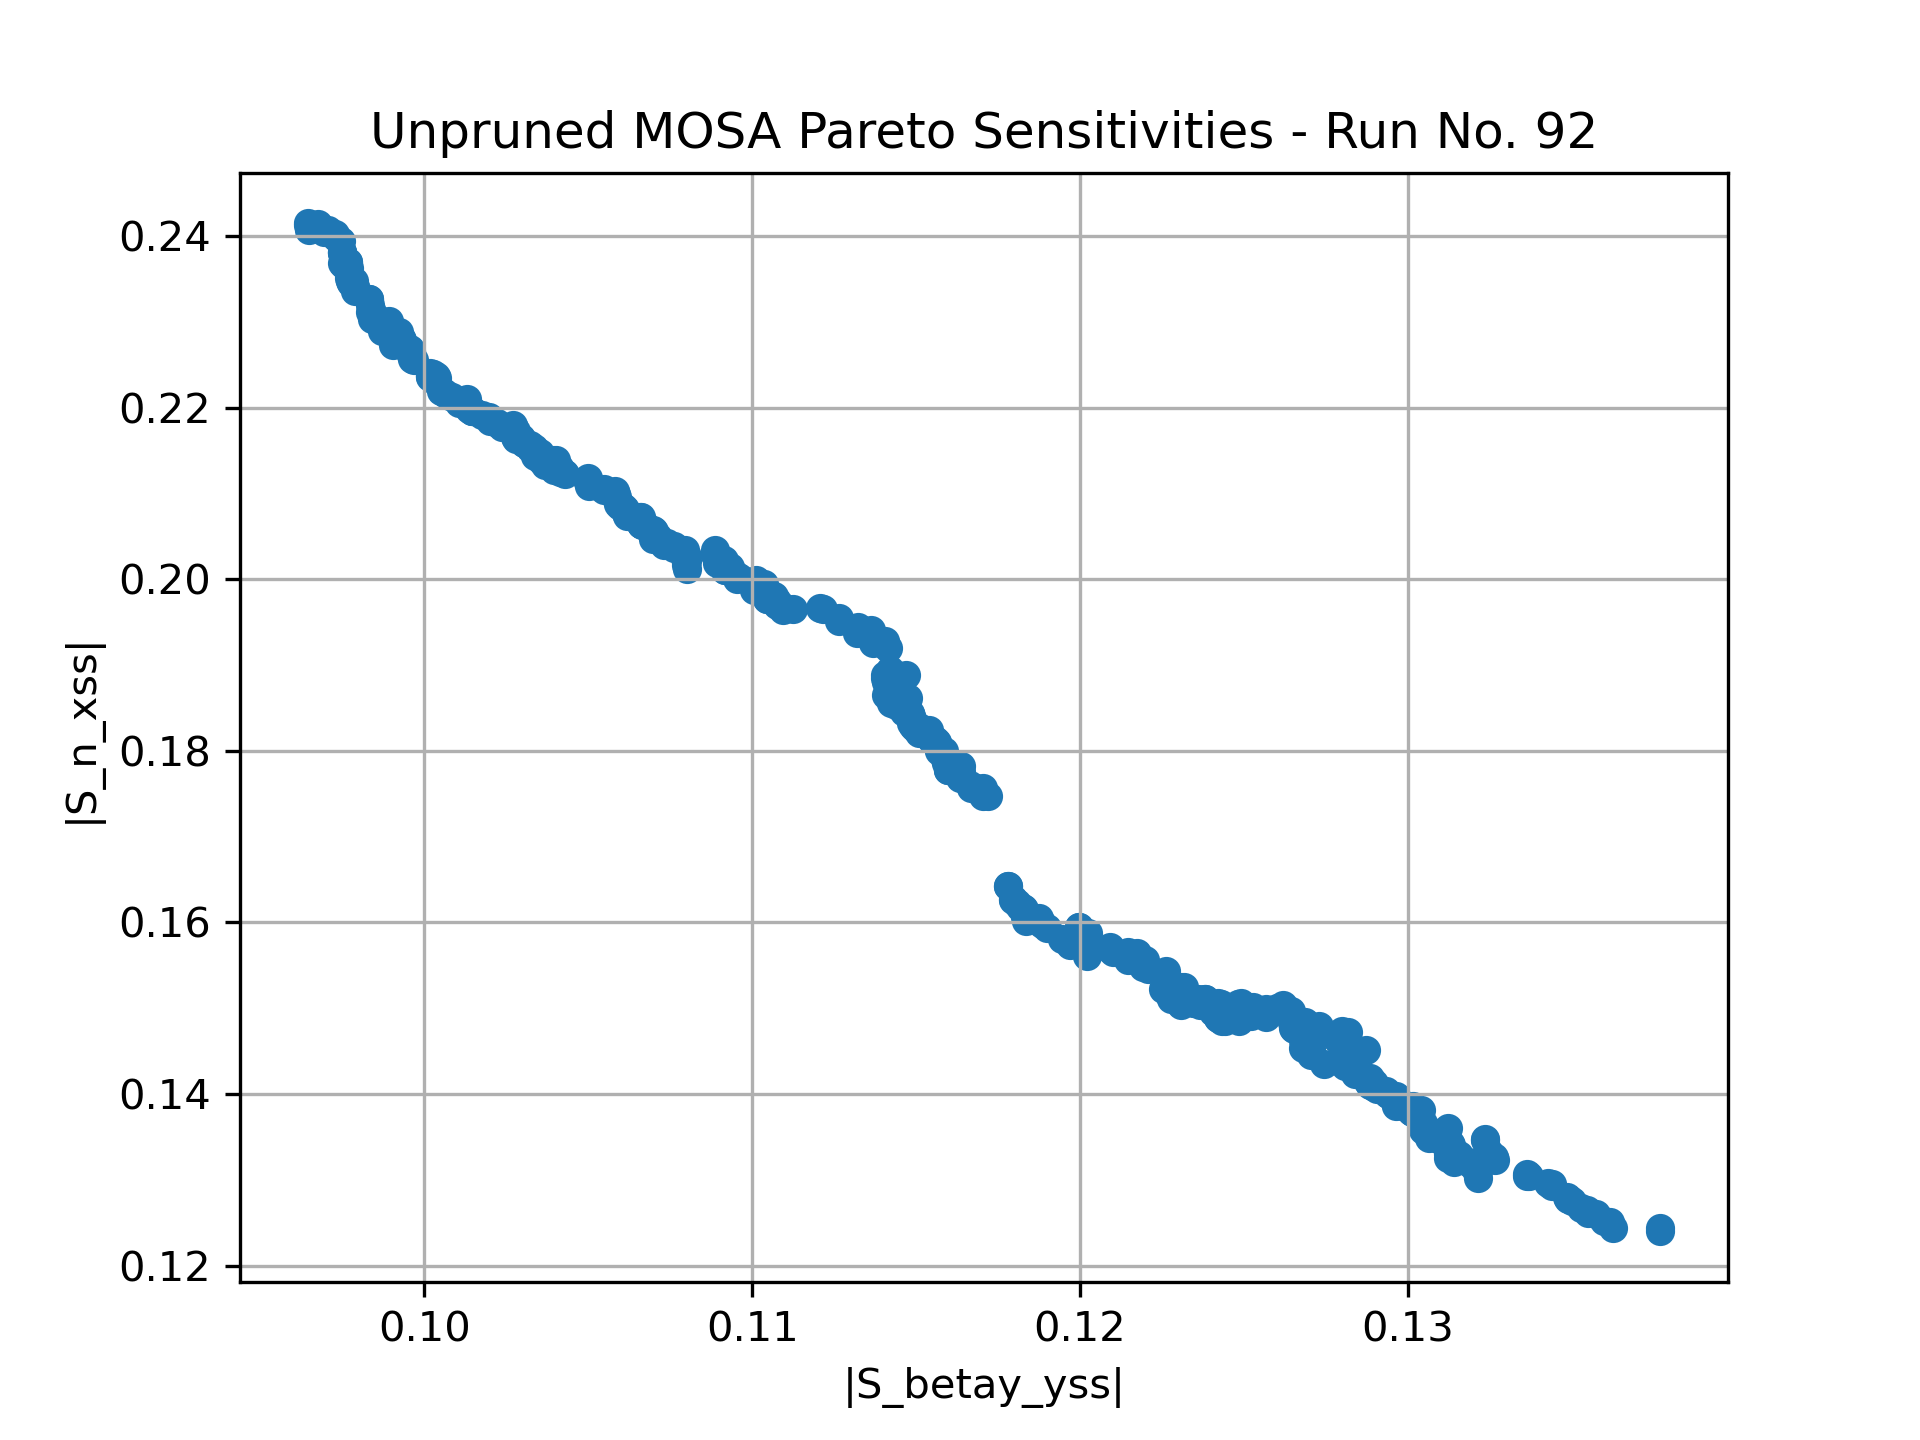 Unpruned MOSA Pareto Sensitivities - Run No. 92
|S_n_xss|
0.24
0.22
0.20
0.18
0.16
0.14
0.12
0.10 0.11 0.12 0.13
|S_betay_yss|